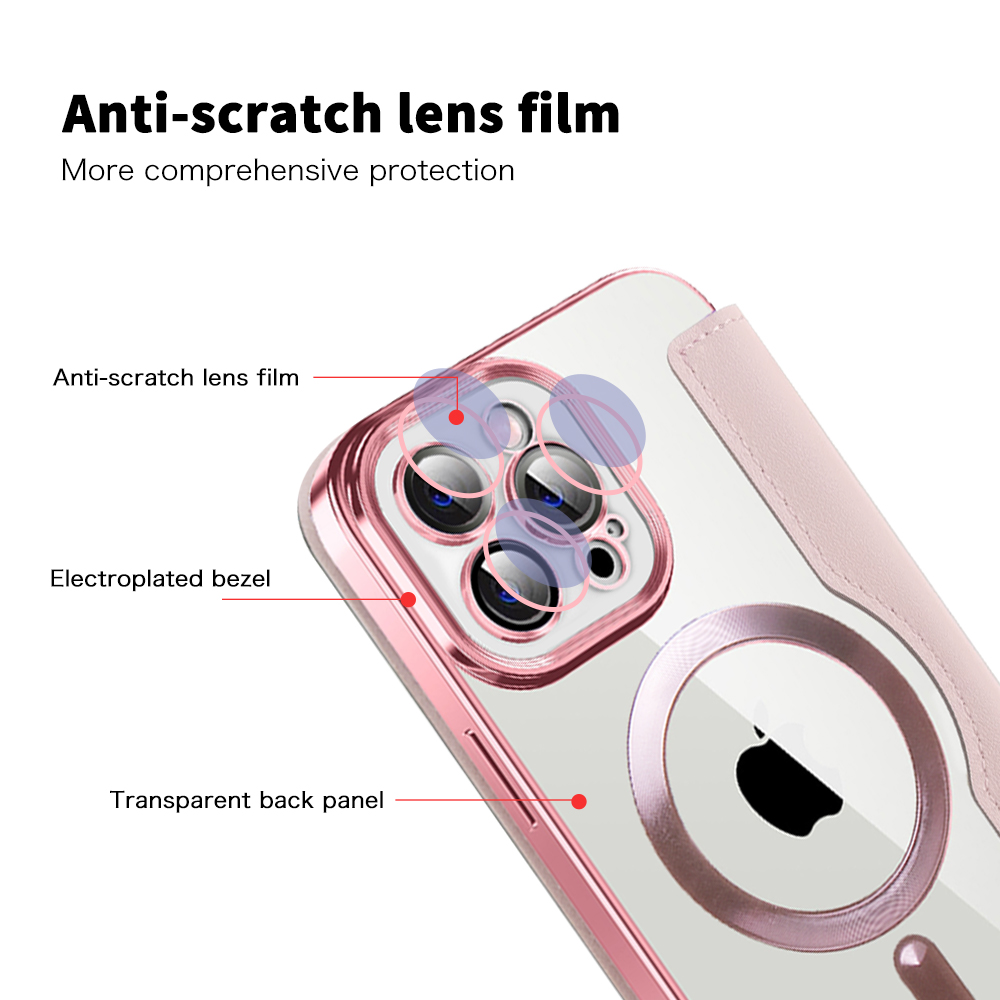 Anti-scratch lens film
More comprehensive protection
Anti-scratch lens film
Electroplated bezel
Transparent back panel